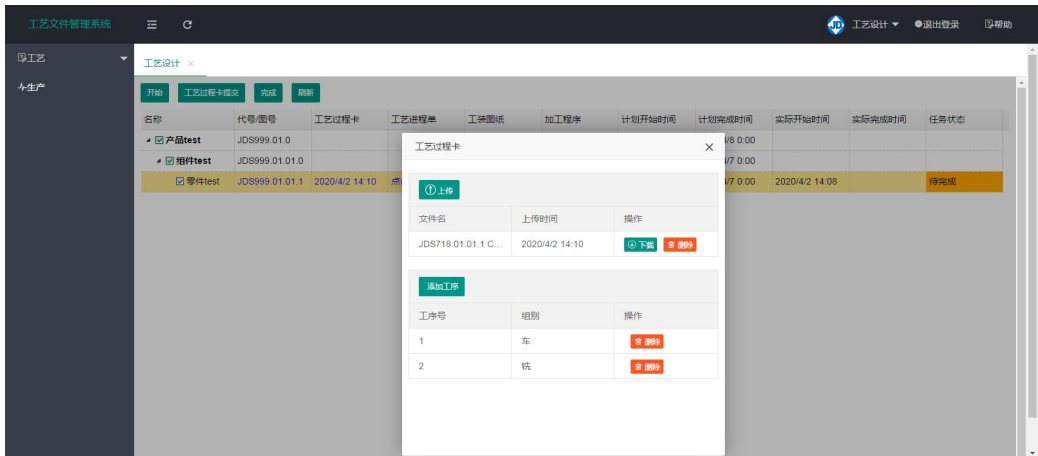 工艺文件管理系统 JD 工艺设计 退出登录 帮助
工艺 工艺设计 ×
生产
开始 工艺过程卡提交 完成 刷新
名称 代号/图号 工艺过程卡 工艺进程单 工装图纸 加工程序 计划开始时间 计划完成时间 实际开始时间 实际完成时间 任务状态
产品test JDS999.01.0 /8 0:00
组件test JDS999.01.01.0 /7 0:00
零件test JDS999.01.01.1 2020/4/2 14:10 /7 0:00 2020/4/2 14:08 待完成
工艺过程卡 ×
上传
文件名 上传时间 操作
JDS718.01.01.1 C... 2020/4/2 14:10 下载 删除
添加工序
工序号 组别 操作
1 车 删除
2 铣 删除